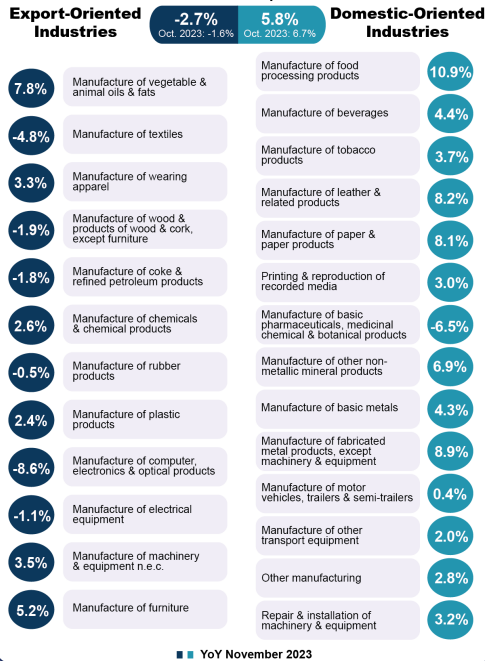 Export-Oriented
Industries
-2.7%
Oct. 2023: -1.6%
5.8%
Oct. 2023: 6.7%
Domestic-Oriented
Industries
7.8%
Manufacture of vegetable &
animal oils & fats
-4.8%
Manufacture of textiles
3.3%
Manufacture of wearing
apparel
-1.9%
Manufacture of wood &
products of wood & cork,
except furniture
-1.8%
Manufacture of coke &
refined petroleum products
2.6%
Manufacture of chemicals
& chemical products
-0.5%
Manufacture of rubber
products
2.4%
Manufacture of plastic
products
-8.6%
Manufacture of computer,
electronics & optical products
-1.1%
Manufacture of electrical
equipment
3.5%
Manufacture of machinery
& equipment n.e.c.
5.2%
Manufacture of furniture
Manufacture of food
processing products
10.9%
Manufacture of beverages
4.4%
Manufacture of tobacco
products
3.7%
Manufacture of leather &
related products
8.2%
Manufacture of paper &
paper products
8.1%
Printing & reproduction of
recorded media
3.0%
Manufacture of basic
pharmaceuticals, medicinal
chemical & botanical products
-6.5%
Manufacture of other non-
metallic mineral products
6.9%
Manufacture of basic metals
4.3%
Manufacture of fabricated
metal products, except
machinery & equipment
8.9%
Manufacture of motor
vehicles, trailers & semi-trailers
0.4%
Manufacture of other
transport equipment
2.0%
Other manufacturing
2.8%
Repair & installation of
machinery & equipment
3.2%
YoY November 2023